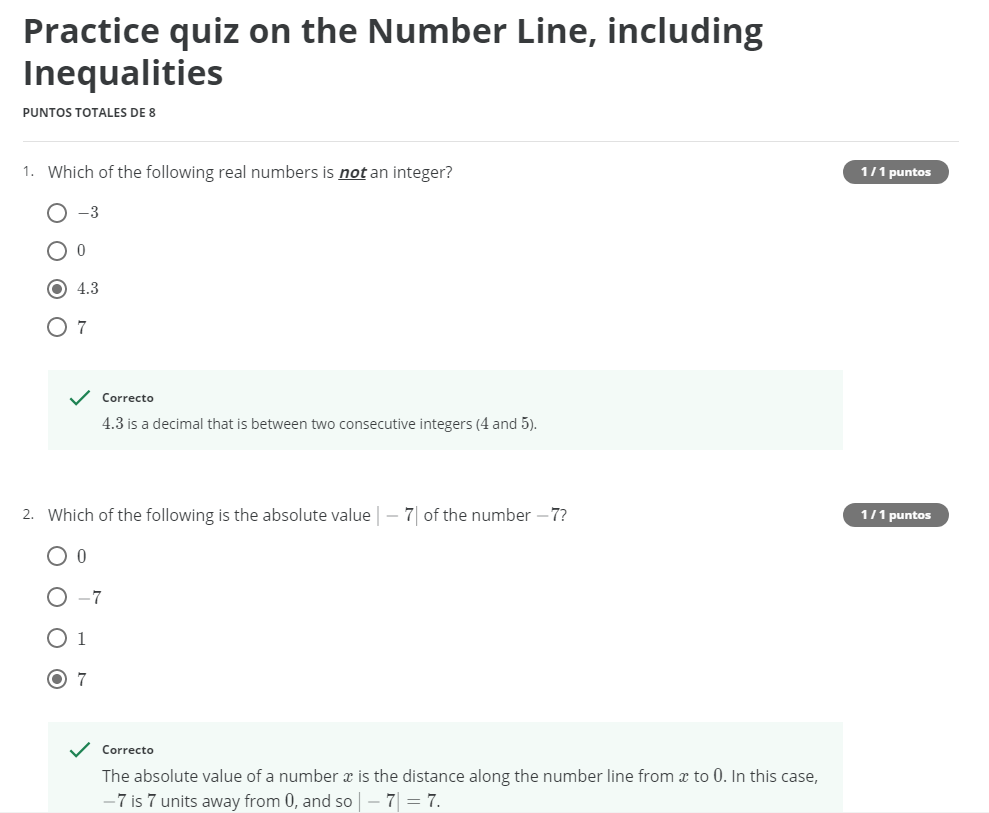 Practice quiz on the Number Line, including
Inequalities
PUNTOS TOTALES DE 8
1. Which of the following real numbers is not an integer?
1 / 1 puntos
−3
0
4.3
7
Correcto
4.3 is a decimal that is between two consecutive integers (4 and 5).
2. Which of the following is the absolute value | − 7| of the number −7?
1 / 1 puntos
0
−7
1
7
Correcto
The absolute value of a number x is the distance along the number line from x to 0. In this case,
−7 is 7 units away from 0, and so | − 7| = 7.